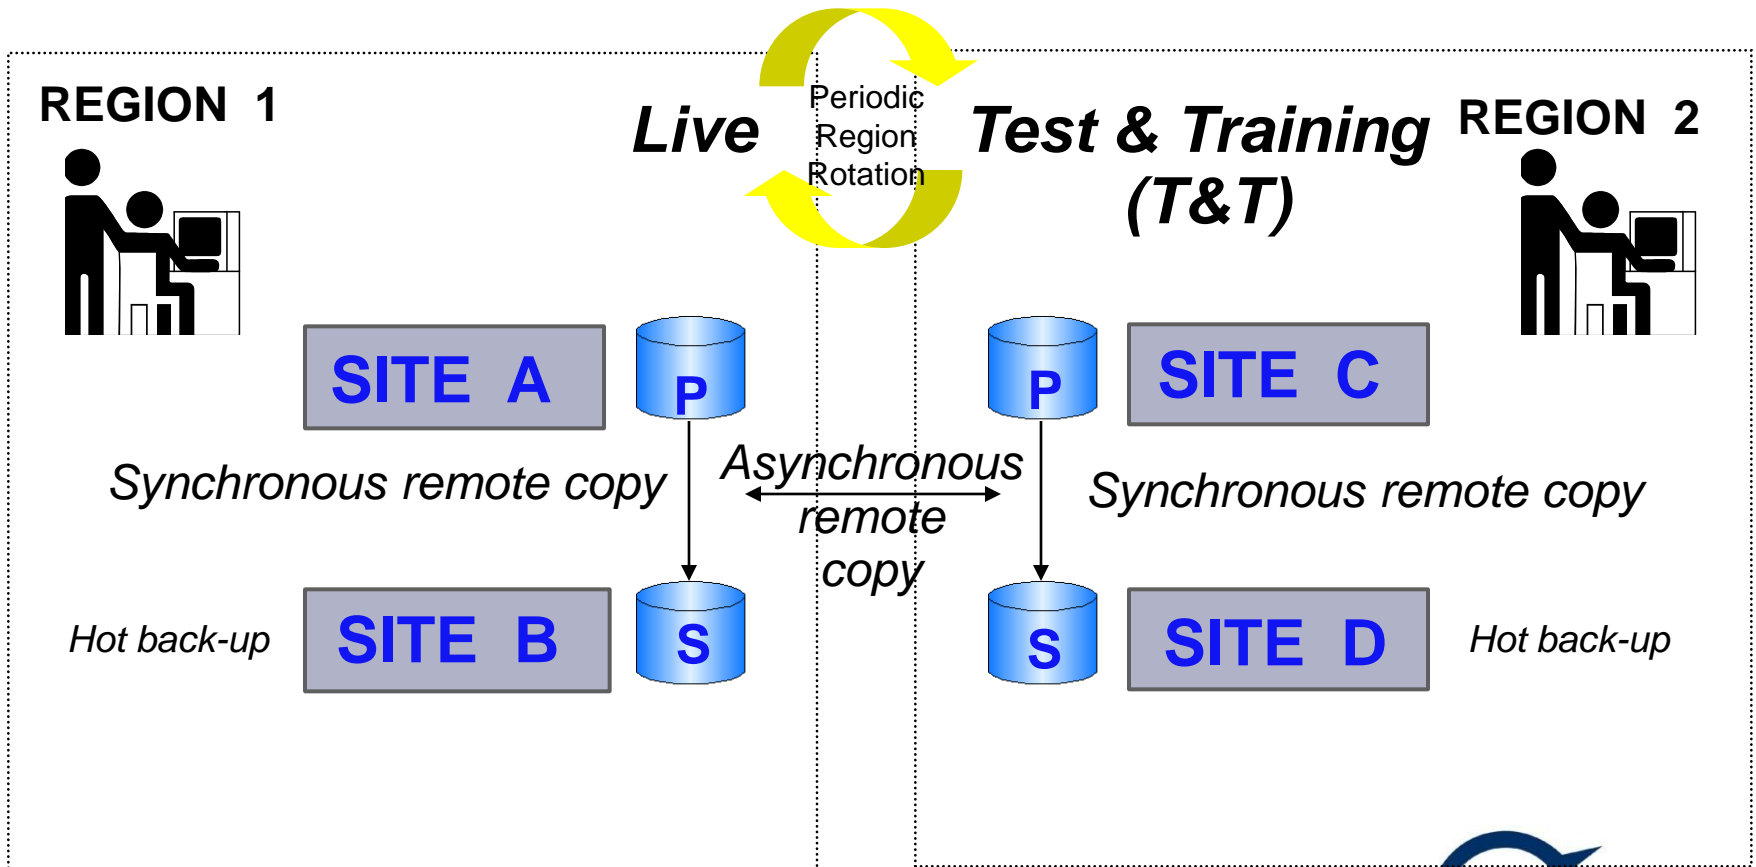 REGION 1
Live
Periodic
Region
Rotation
Test & Training
(T&T)
REGION 2
SITE A
P
P
SITE C
Synchronous remote copy
Asynchronous
remote
copy
Synchronous remote copy
Hot back-up
SITE B
S
S
SITE D
Hot back-up